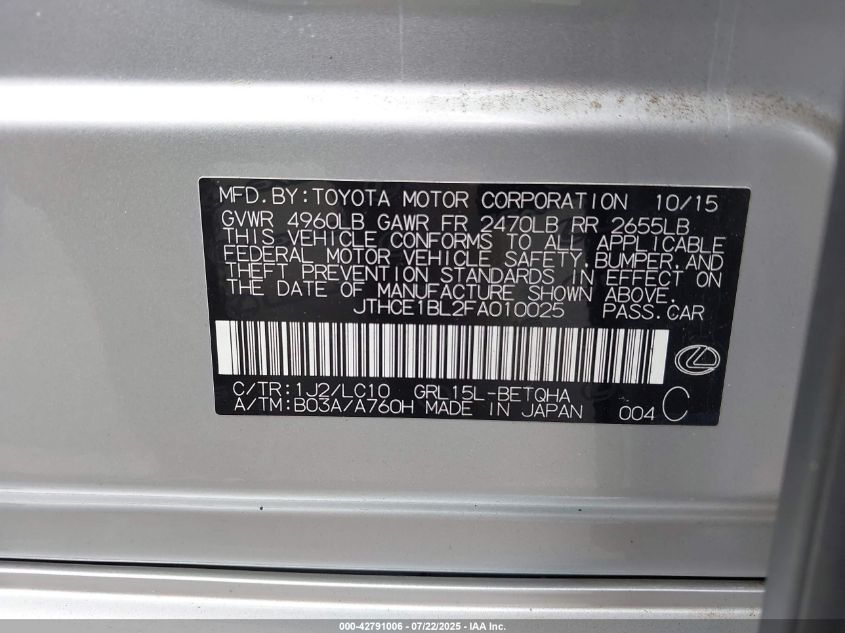 MFD.BY:TOYOTA MOTOR CORPORATION 10/15
GVWR 4960LB GAWR FR 2470LB RR 2655LB
THIS VEHICLE CONFORMS TO ALL APPLICABLE
FEDERAL MOTOR VEHICLE SAFETY,BUMPER,AND
THEFT PREVENTION STANDARDS IN EFFECT ON
THE DATE OF MANUFACTURE SHOWN ABOVE.
JTHCE1BL2FA010025 PASS.CAR
C/TR:1J2/LC10 GRL15L-BETQHA
A/TM:B03A/A760H MADE IN JAPAN 004 C
000-42791006 - 07/22/2025 - IAA Inc.